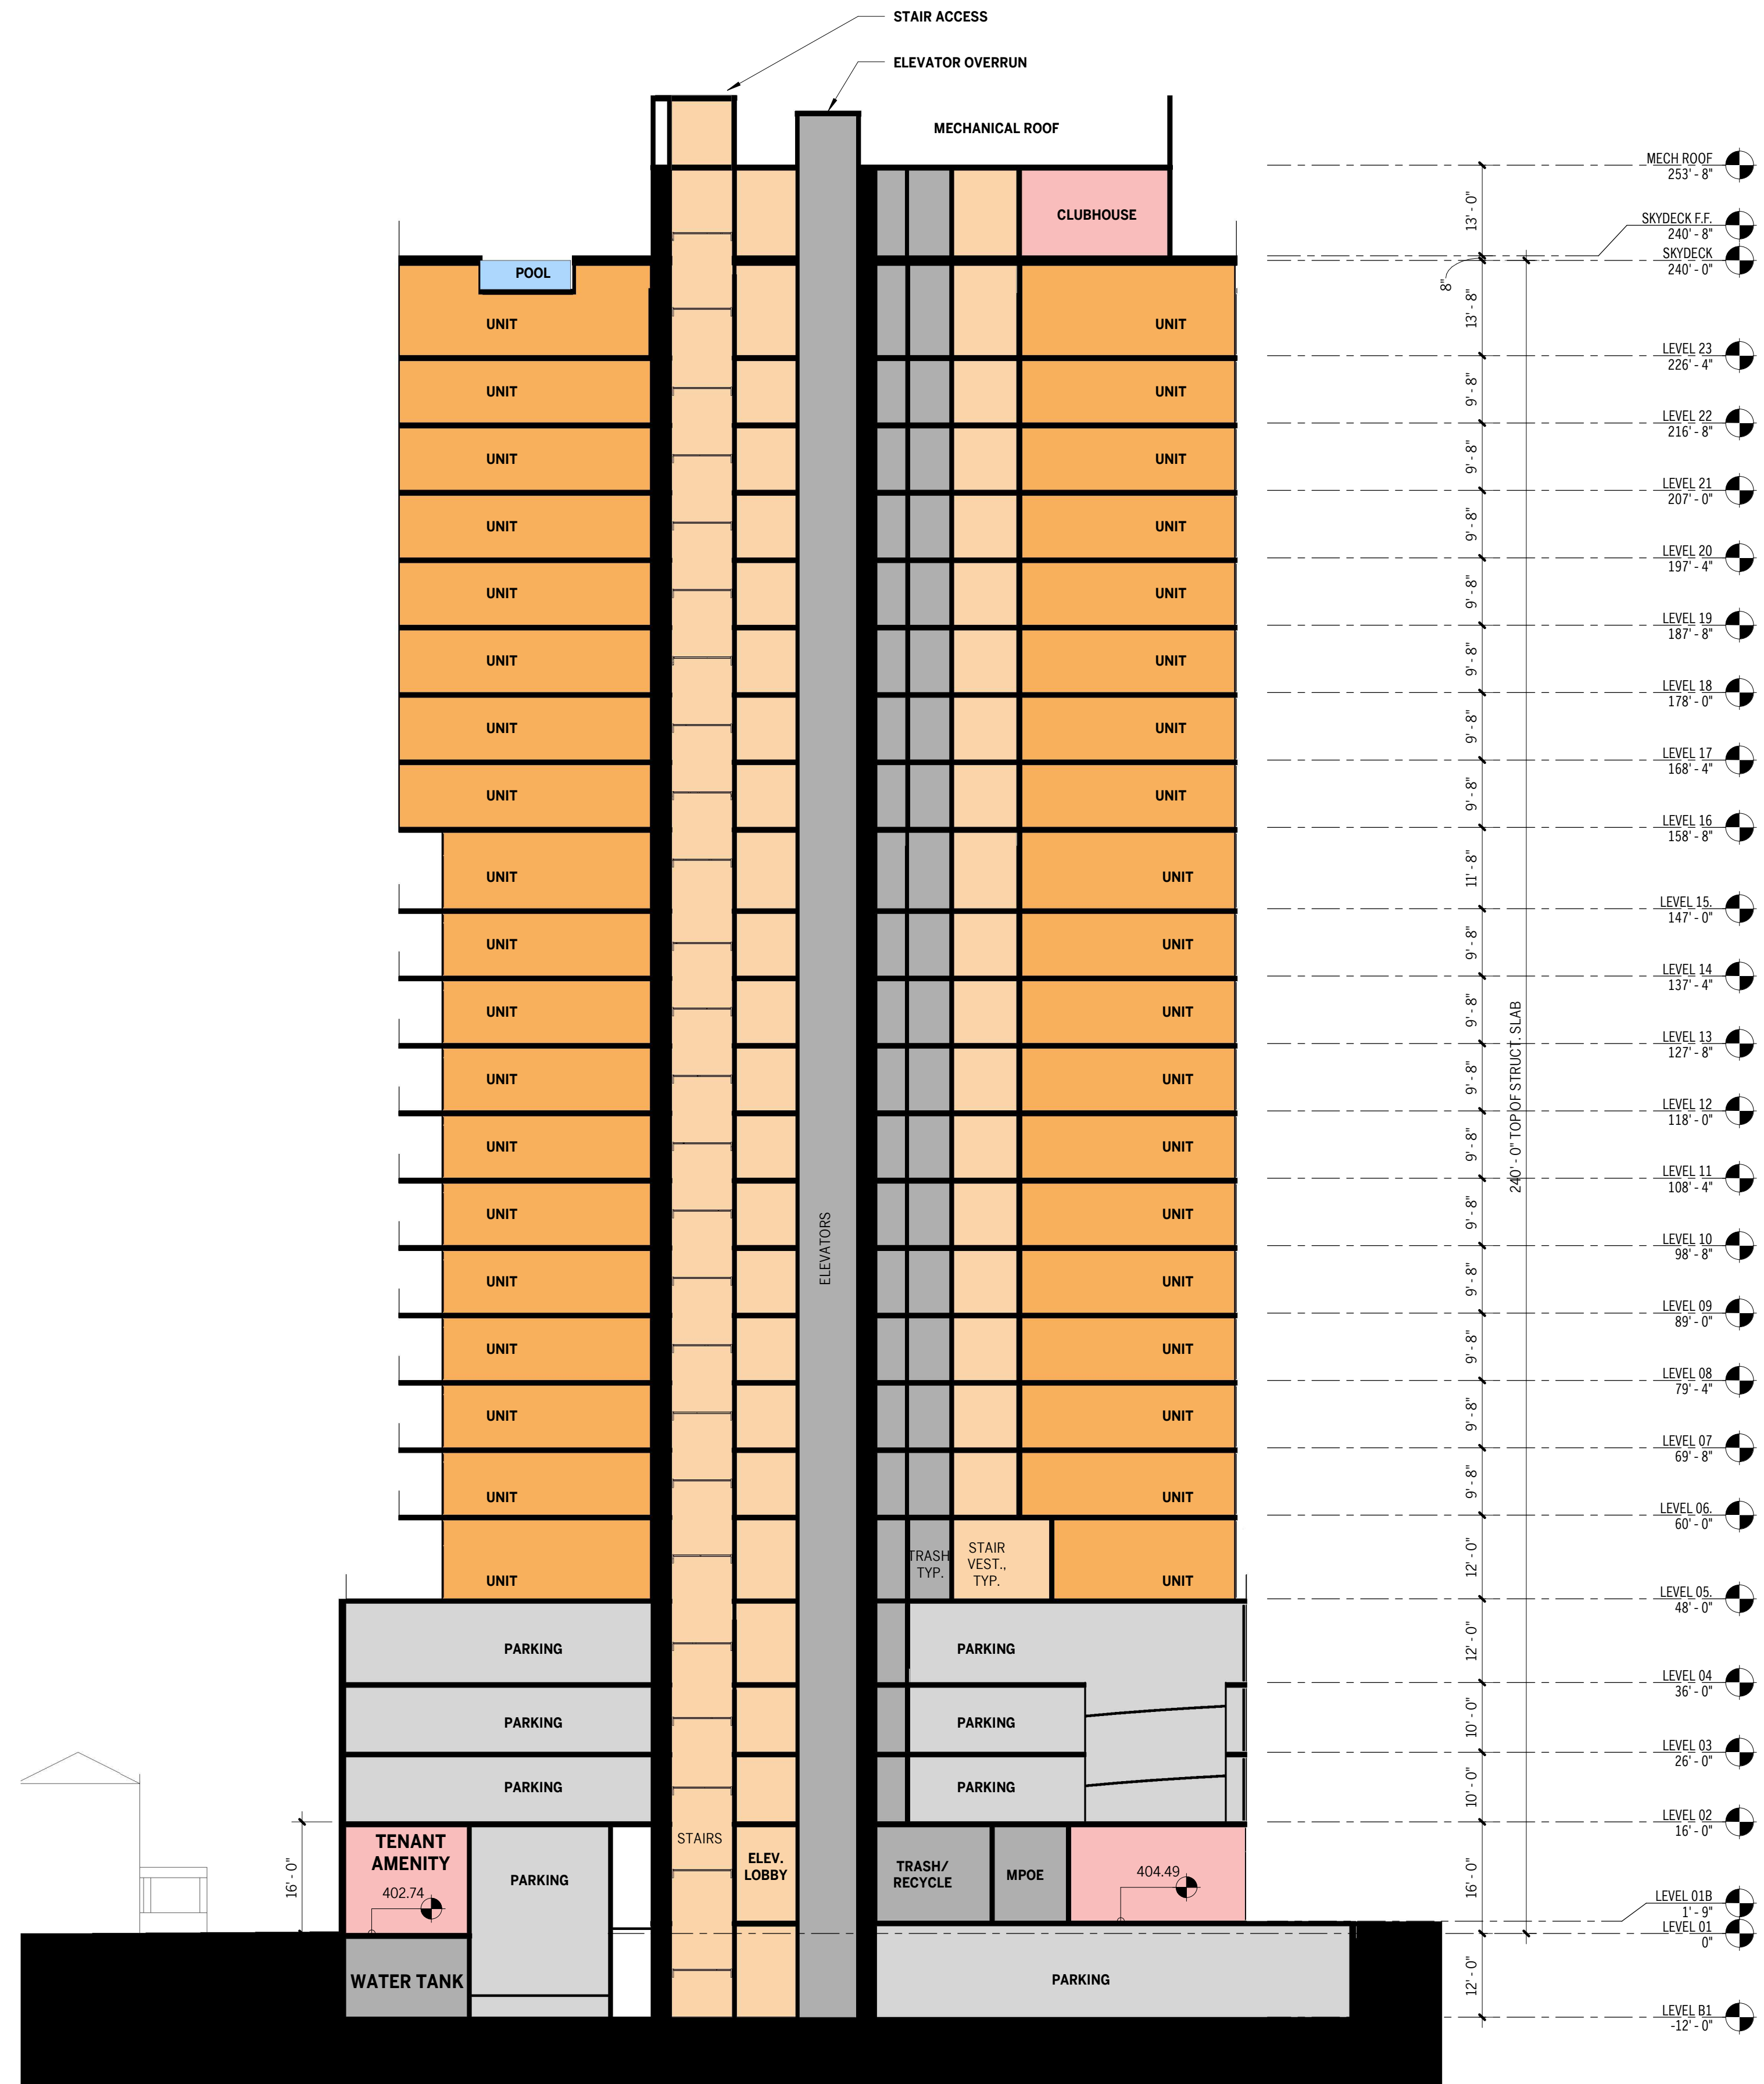 STAIR ACCESS
ELEVATOR OVERRUN
MECHANICAL ROOF
MECH ROOF
253' - 8"
13' - 0"
CLUBHOUSE
SKYDECK F.F.
240' - 8"
SKYDECK
240' - 0"
8"
POOL
13' - 8"
UNIT
UNIT
LEVEL 23
226' - 4"
UNIT
UNIT
9' - 8"
LEVEL 22
216' - 8"
UNIT
UNIT
9' - 8"
LEVEL 21
207' - 0"
UNIT
UNIT
9' - 8"
LEVEL 20
197' - 4"
UNIT
UNIT
9' - 8"
LEVEL 19
187' - 8"
UNIT
UNIT
9' - 8"
LEVEL 18
178' - 0"
UNIT
UNIT
9' - 8"
LEVEL 17
168' - 4"
UNIT
UNIT
9' - 8"
LEVEL 16
158' - 8"
UNIT
UNIT
11' - 8"
LEVEL 15.
147' - 0"
UNIT
UNIT
9' - 8"
LEVEL 14
137' - 4"
UNIT
UNIT
9' - 8"
LEVEL 13
127' - 8"
UNIT
UNIT
9' - 8"
240' - 0" TOP OF STRUCT. SLAB
LEVEL 12
118' - 0"
UNIT
UNIT
9' - 8"
LEVEL 11
108' - 4"
UNIT
ELEVATORS
UNIT
9' - 8"
LEVEL 10
98' - 8"
UNIT
UNIT
9' - 8"
LEVEL 09
89' - 0"
UNIT
UNIT
9' - 8"
LEVEL 08
79' - 4"
UNIT
UNIT
9' - 8"
LEVEL 07
69' - 8"
UNIT
UNIT
9' - 8"
LEVEL 06.
60' - 0"
UNIT
TRASH
TYP.
STAIR
VEST.,
TYP.
UNIT
12' - 0"
LEVEL 05.
48' - 0"
PARKING
PARKING
12' - 0"
LEVEL 04
36' - 0"
PARKING
PARKING
10' - 0"
LEVEL 03
26' - 0"
PARKING
PARKING
10' - 0"
LEVEL 02
16' - 0"
16' - 0"
TENANT
AMENITY
402.74
PARKING
STAIRS
ELEV.
LOBBY
TRASH/
RECYCLE
MPOE
404.49
16' - 0"
LEVEL 01B
1' - 9"
LEVEL 01
0"
WATER TANK
PARKING
12' - 0"
LEVEL B1
-12' - 0"